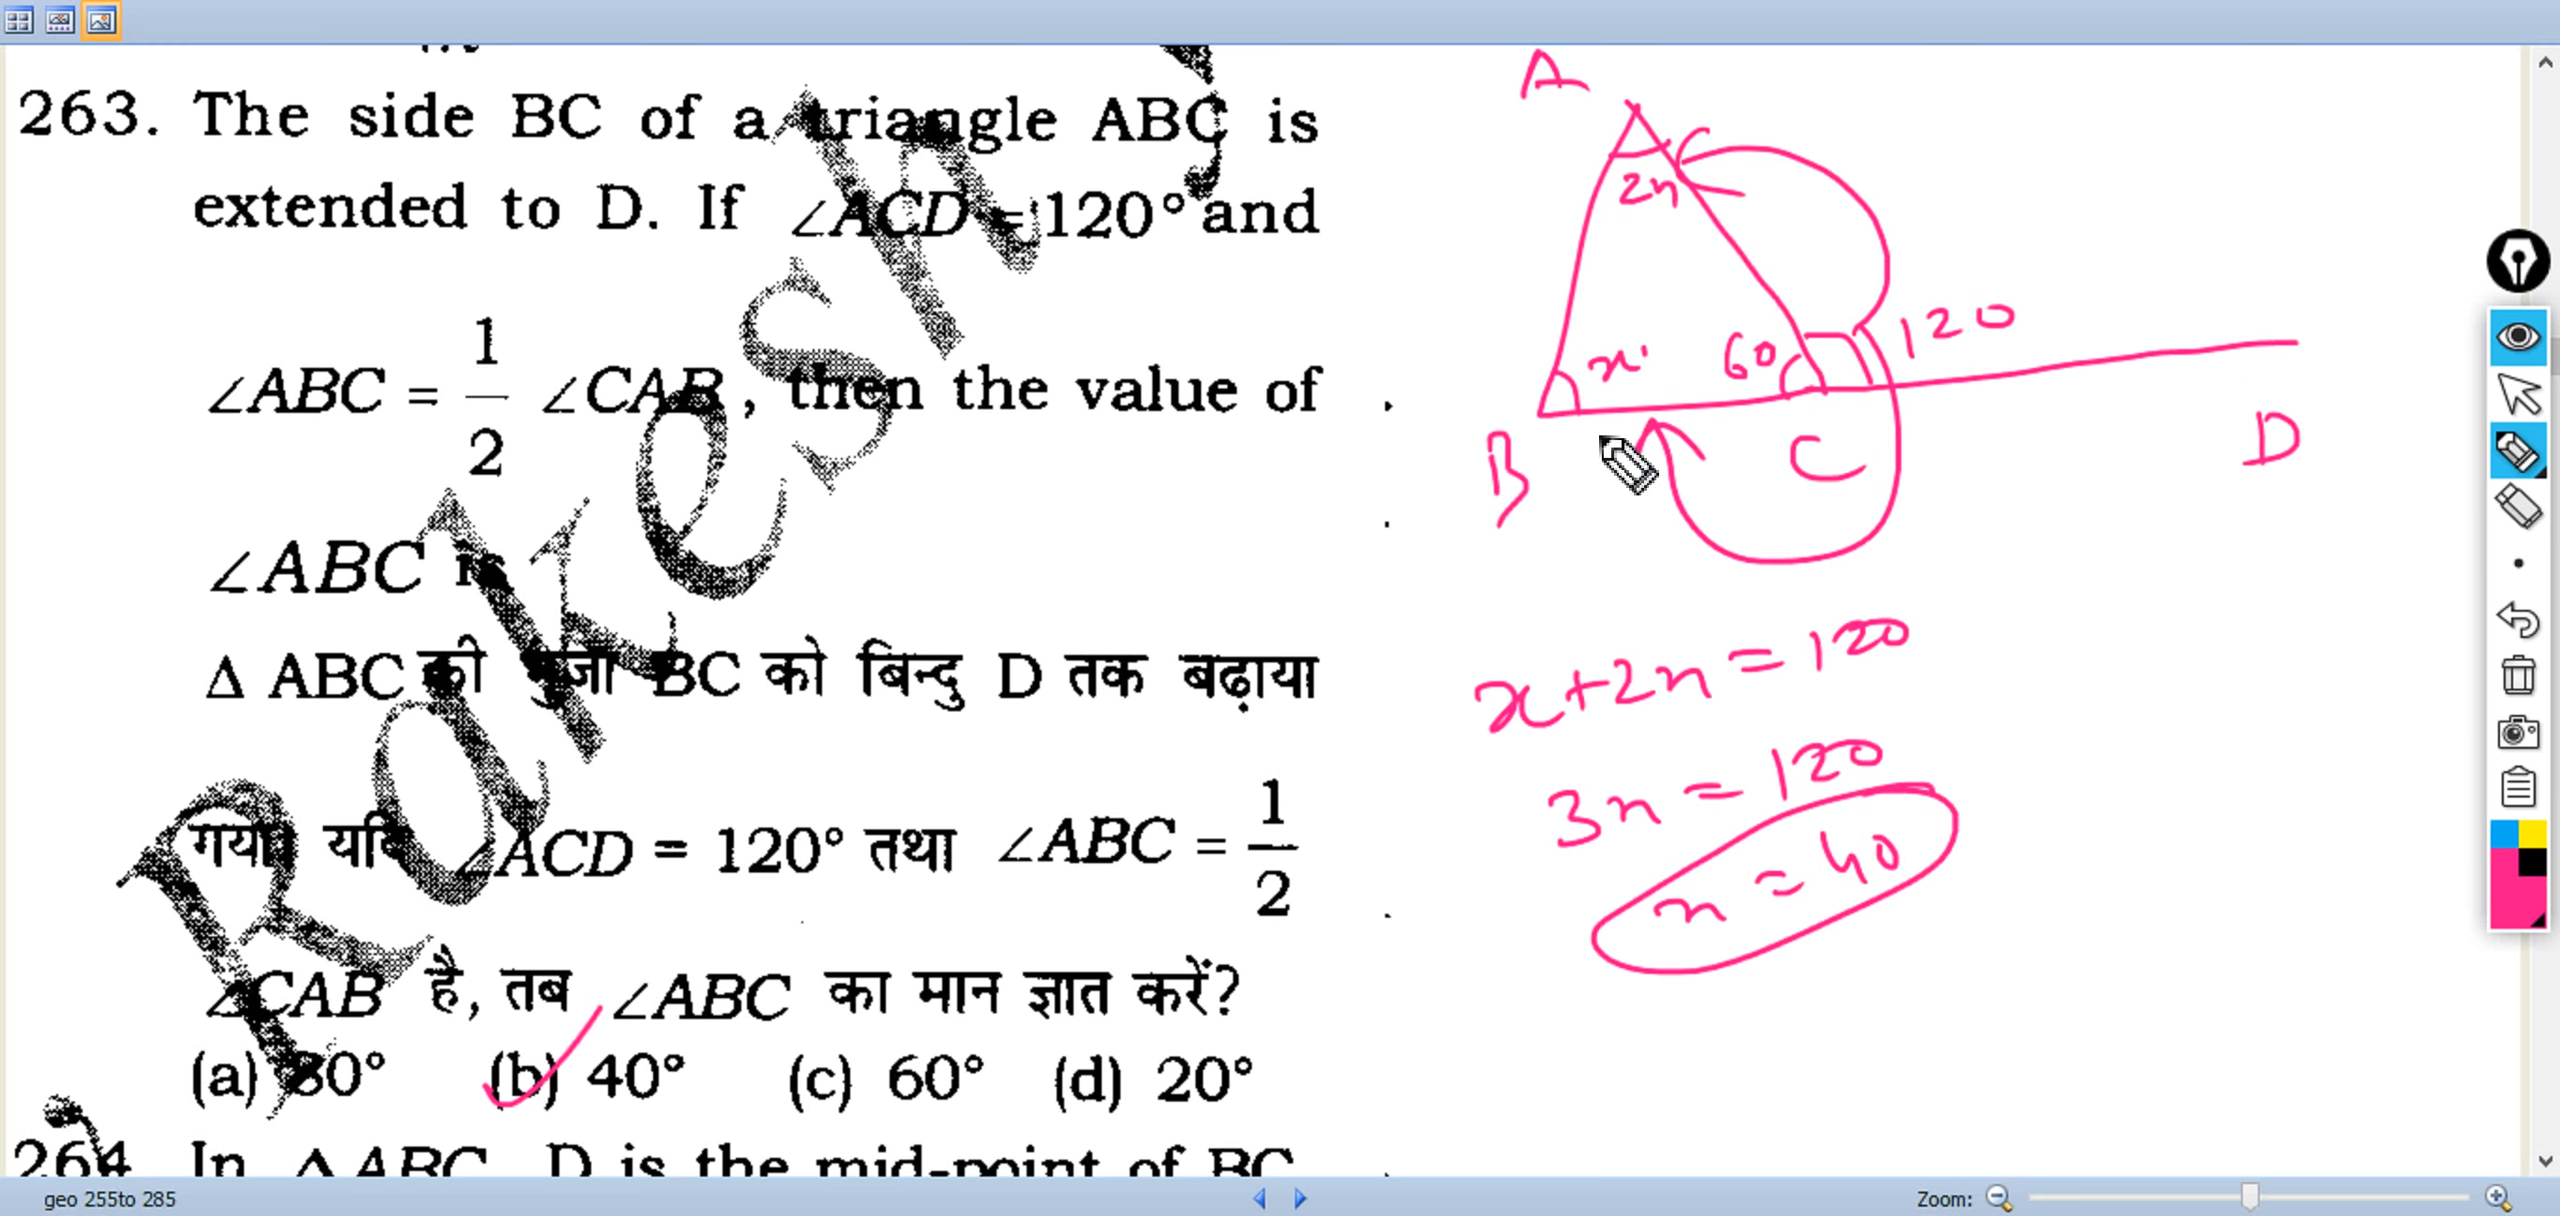 263. The side BC of a triangle ABC is
extended to D. If ∠ACD = 120° and
∠ABC = 1/2 ∠CAB, then the value of
∠ABC is
Δ ABC की भुजा BC को बिन्दु D तक बढ़ाया
गया यदि ∠ACD = 120° तथा ∠ABC = 1/2
∠CAB है, तब ∠ABC का मान ज्ञात करें?
(a) 80° (b) 40° (c) 60° (d) 20°
264. In Δ ABC, D is the mid-point of BC
Rakesh
A
2x
x
60
120
B
C
D
x+2x=120
3x=120
x=40
geo 255to 285
Zoom: